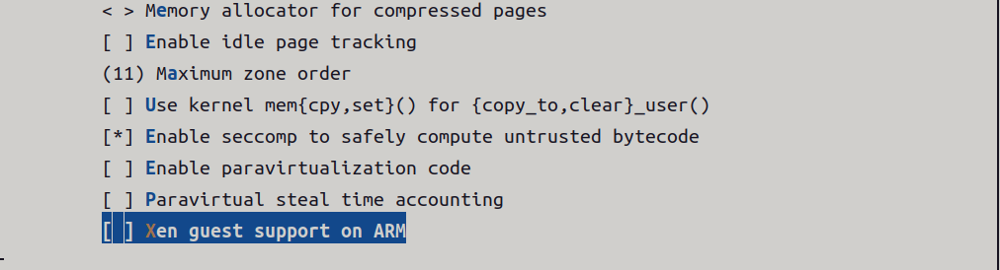 < > Memory allocator for compressed pages
[ ] Enable idle page tracking
(11) Maximum zone order
[ ] Use kernel mem{cpy,set}() for {copy_to,clear}_user()
[*] Enable seccomp to safely compute untrusted bytecode
[ ] Enable paravirtualization code
[ ] Paravirtual steal time accounting
[ ] Xen guest support on ARM